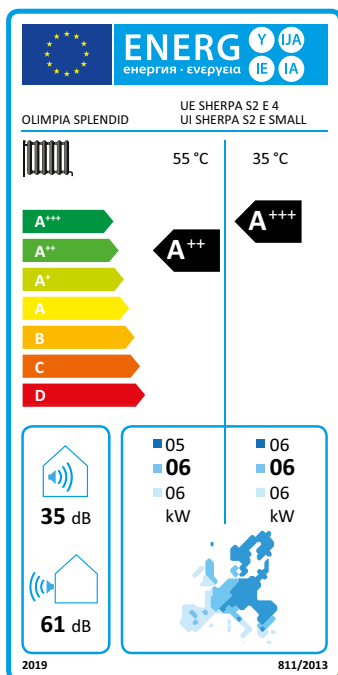 ENERG Y IJA
енергия · ενεργεια IE IA
UE SHERPA S2 E 4
OLIMPIA SPLENDID UI SHERPA S2 E SMALL
55 °C 35 °C
A+++ A+++
A++ A++
A+
A
B
C
D
05 06
06 06
06 06
35 dB kW kW
61 dB
2019 811/2013